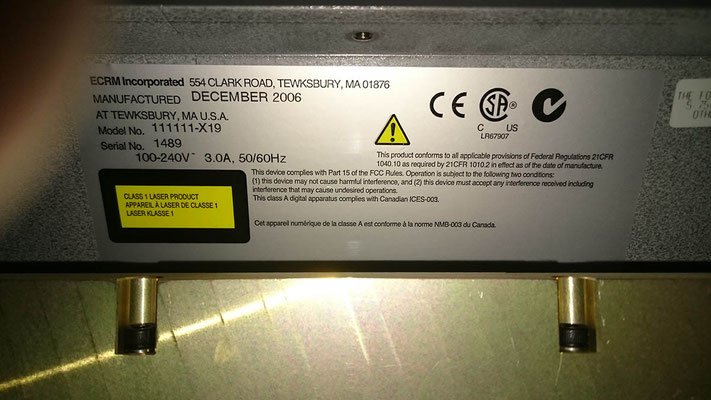 ECRM Incorporated 554 CLARK ROAD, TEWKSBURY, MA 01876
MANUFACTURED DECEMBER 2006
AT TEWKSBURY, MA U.S.A.
Model No. 111111-X19
Serial No. 1489
100-240V~ 3.0A, 50/60Hz
CLASS 1 LASER PRODUCT
APPAREIL À LASER DE CLASSE 1
LASER KLASSE 1
CE
SA ®
C US
LR67907
This product conforms to all applicable provisions of Federal Regulations 21CFR
1040.10 as required by 21CFR 1010.2 in effect as of the date of manufacture.
This device complies with Part 15 of the FCC Rules. Operation is subject to the following two conditions:
(1) this device may not cause harmful interference, and (2) this device must accept any interference received including
interference that may cause undesired operations.
This class A digital apparatus complies with Canadian ICES-003.
Cet appareil numérique de la classe A est conforme à la norme NMB-003 du Canada.
THE FO